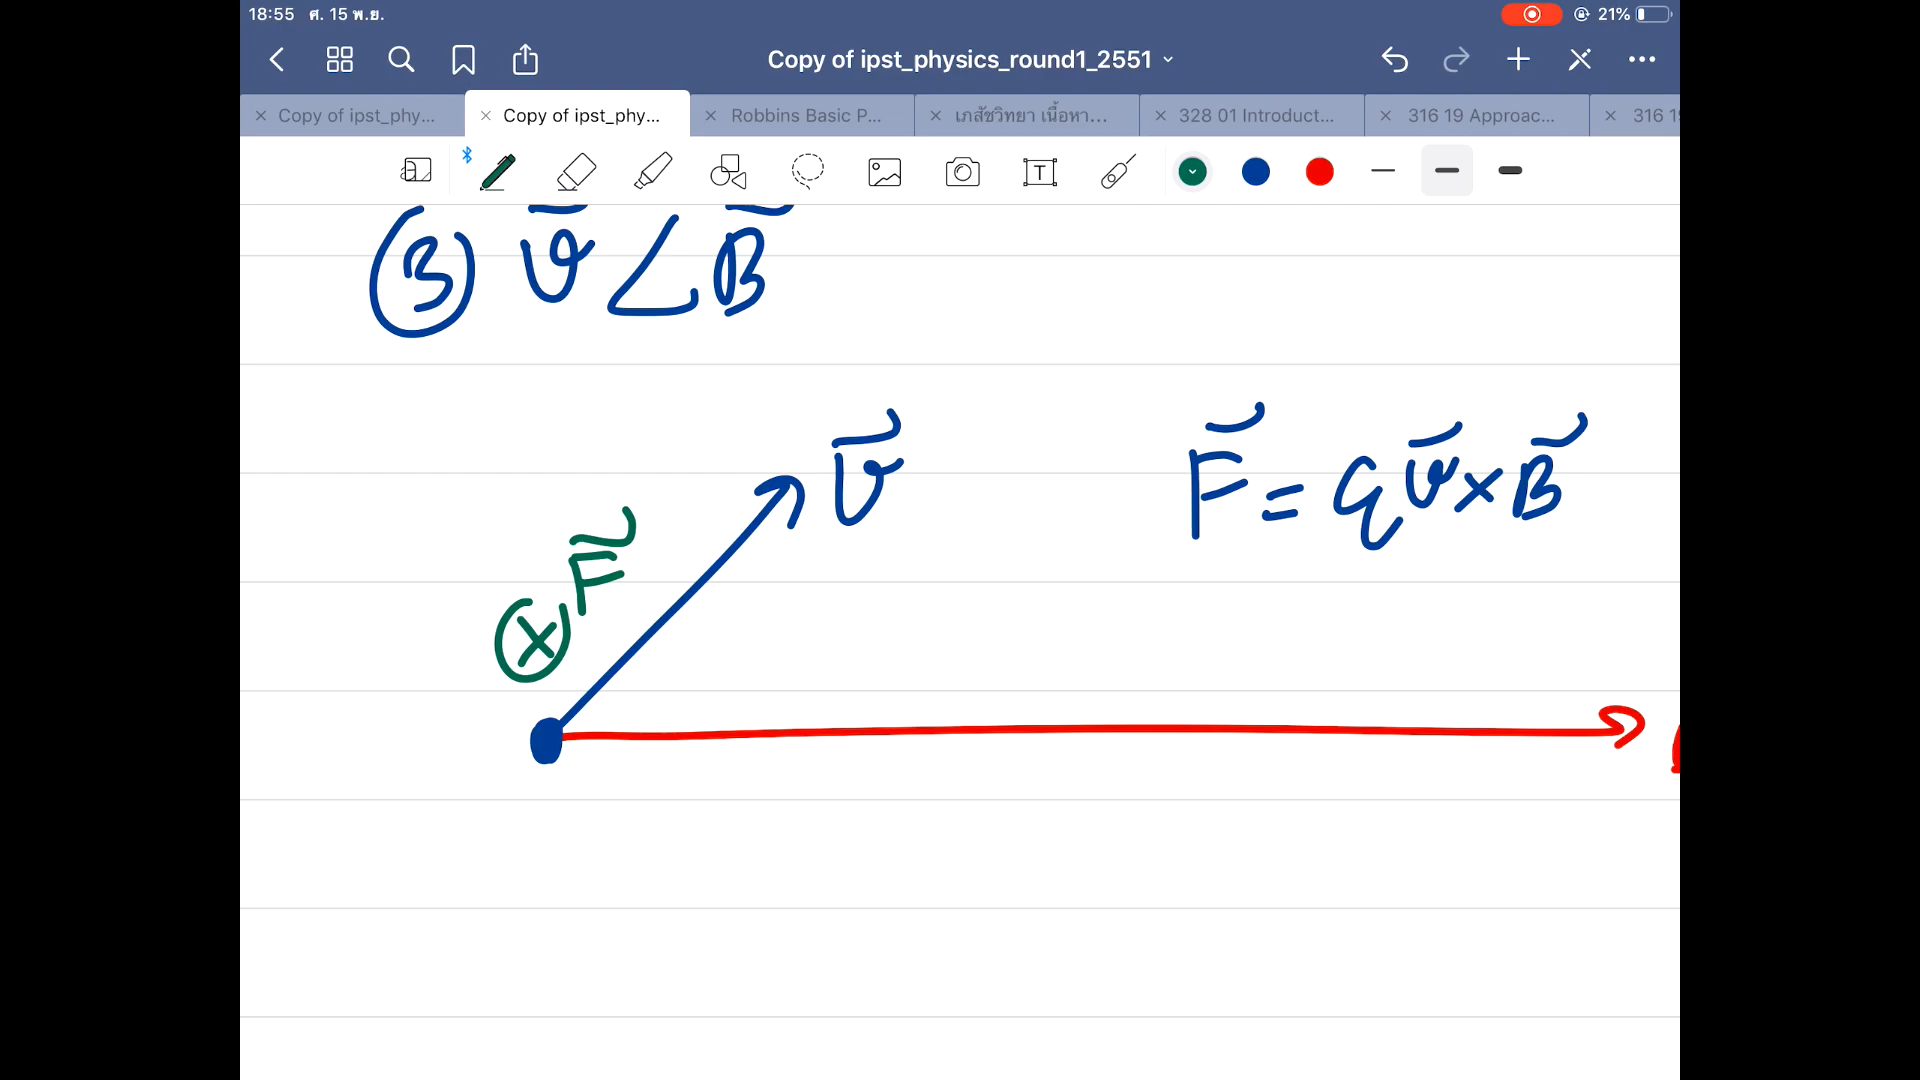 18:55 ศ. 15 พ.ย. 21%
Copy of ipst_physics_round1_2551
Copy of ipst_phy... Copy of ipst_phy... Robbins Basic P... เภสัชวิทยา เนื้อหา... 328 01 Introduct... 316 19 Approac... 316 19
a T
3 v ∠ B
v
F = qv×B
F
x